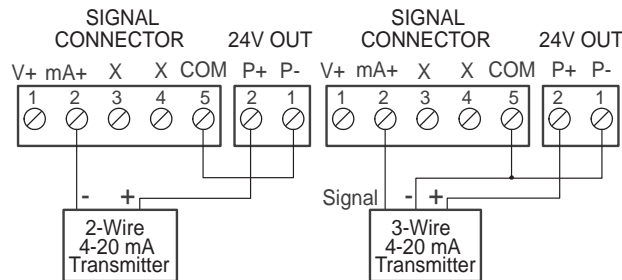 SIGNAL
CONNECTOR 24V OUT
V+ mA+ X X COM P+ P-
1 2 3 4 5 2 1
- +
2-Wire
4-20 mA
Transmitter
SIGNAL
CONNECTOR 24V OUT
V+ mA+ X X COM P+ P-
1 2 3 4 5 2 1
Signal - +
3-Wire
4-20 mA
Transmitter